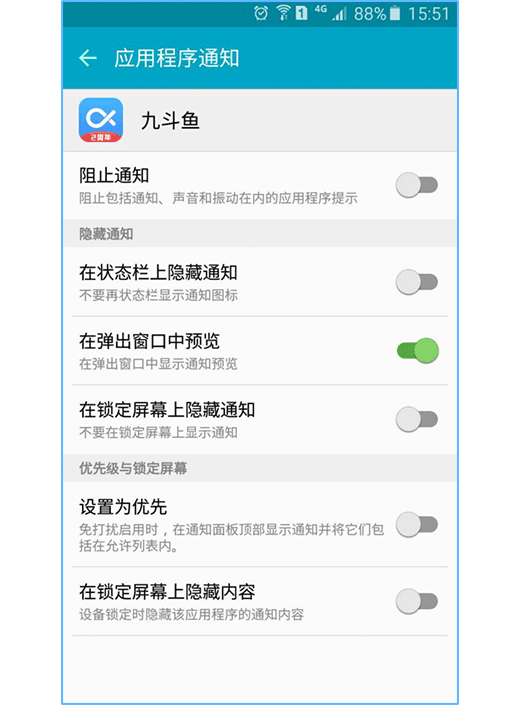 4G 88% 15:51
应用程序通知
2周年
九斗鱼
阻止通知
阻止包括通知、声音和振动在内的应用程序提示
隐藏通知
在状态栏上隐藏通知
不要再状态栏显示通知图标
在弹出窗口中预览
在弹出窗口中显示通知预览
在锁定屏幕上隐藏通知
不要在锁定屏幕上显示通知
优先级与锁定屏幕
设置为优先
免打扰启用时，在通知面板顶部显示通知并将它们包
括在允许列表内。
在锁定屏幕上隐藏内容
设备锁定时隐藏该应用程序的通知内容